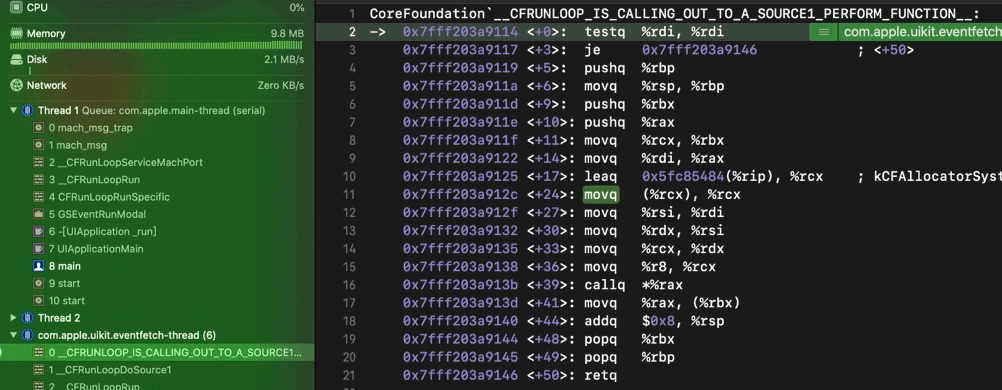 CPU 0%
Memory 9.8 MB
Disk 2.1 MB/s
Network Zero KB/s
Thread 1 Queue: com.apple.main-thread (serial)
0 mach_msg_trap
1 mach_msg
2 __CFRunLoopServiceMachPort
3 __CFRunLoopRun
4 CFRunLoopRunSpecific
5 GSEventRunModal
6 -[UIApplication _run]
7 UIApplicationMain
8 main
9 start
10 start
Thread 2
com.apple.uikit.eventfetch-thread (6)
0 __CFRUNLOOP_IS_CALLING_OUT_TO_A_SOURCE1...
1 __CFRunLoopDoSource1
2 __CFRunLoopRun
1 CoreFoundation`__CFRUNLOOP_IS_CALLING_OUT_TO_A_SOURCE1_PERFORM_FUNCTION__:
2 -> 0x7fff203a9114 <+0>: testq %rdi, %rdi com.apple.uikit.eventfetch
3 0x7fff203a9117 <+3>: je 0x7fff203a9146 ; <+50>
4 0x7fff203a9119 <+5>: pushq %rbp
5 0x7fff203a911a <+6>: movq %rsp, %rbp
6 0x7fff203a911d <+9>: pushq %rbx
7 0x7fff203a911e <+10>: pushq %rax
8 0x7fff203a911f <+11>: movq %rcx, %rbx
9 0x7fff203a9122 <+14>: movq %rdi, %rax
10 0x7fff203a9125 <+17>: leaq 0x5fc85484(%rip), %rcx ; kCFAllocatorSyst
11 0x7fff203a912c <+24>: movq (%rcx), %rcx
12 0x7fff203a912f <+27>: movq %rsi, %rdi
13 0x7fff203a9132 <+30>: movq %rdx, %rsi
14 0x7fff203a9135 <+33>: movq %rcx, %rdx
15 0x7fff203a9138 <+36>: movq %r8, %rcx
16 0x7fff203a913b <+39>: callq *%rax
17 0x7fff203a913d <+41>: movq %rax, (%rbx)
18 0x7fff203a9140 <+44>: addq $0x8, %rsp
19 0x7fff203a9144 <+48>: popq %rbx
20 0x7fff203a9145 <+49>: popq %rbp
21 0x7fff203a9146 <+50>: retq